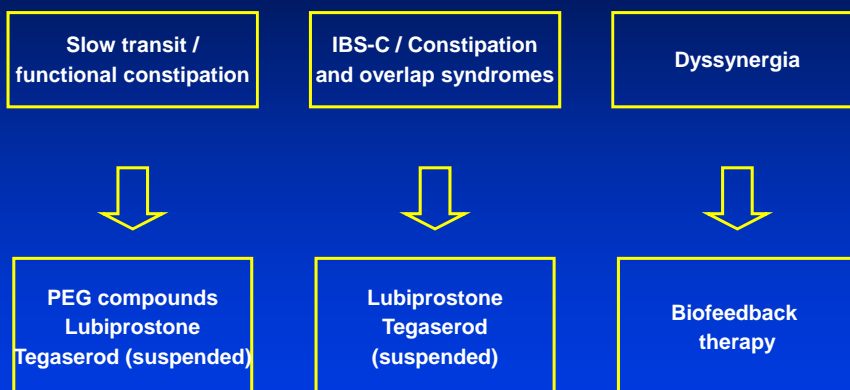 Slow transit /
functional constipation
IBS-C / Constipation
and overlap syndromes
Dyssynergia
PEG compounds
Lubiprostone
Tegaserod (suspended)
Lubiprostone
Tegaserod
(suspended)
Biofeedback
therapy